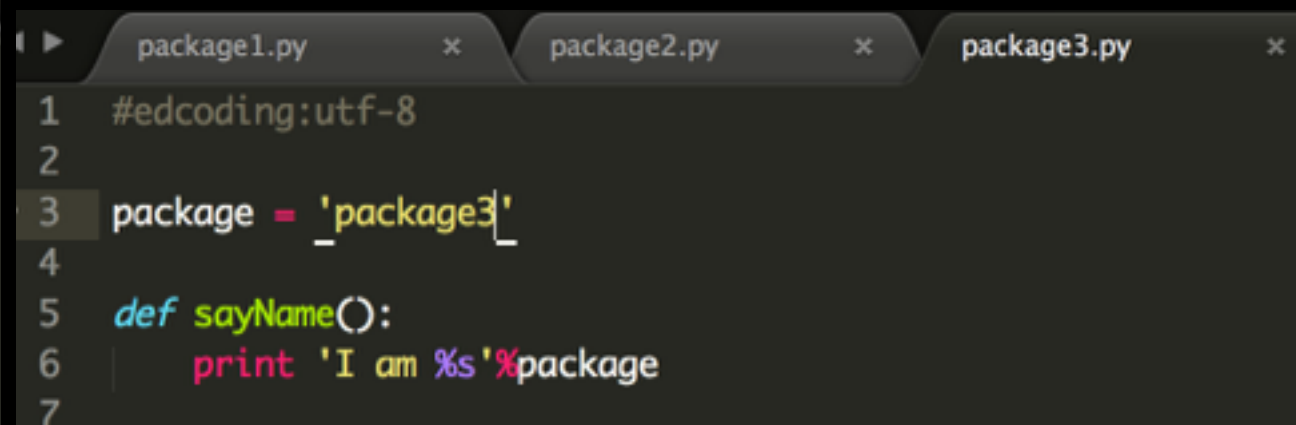 package1.py × package2.py × package3.py ×
1 #edcoding:utf-8
2
3 package = 'package3'
4
5 def sayName():
6     print 'I am %s'%package
7